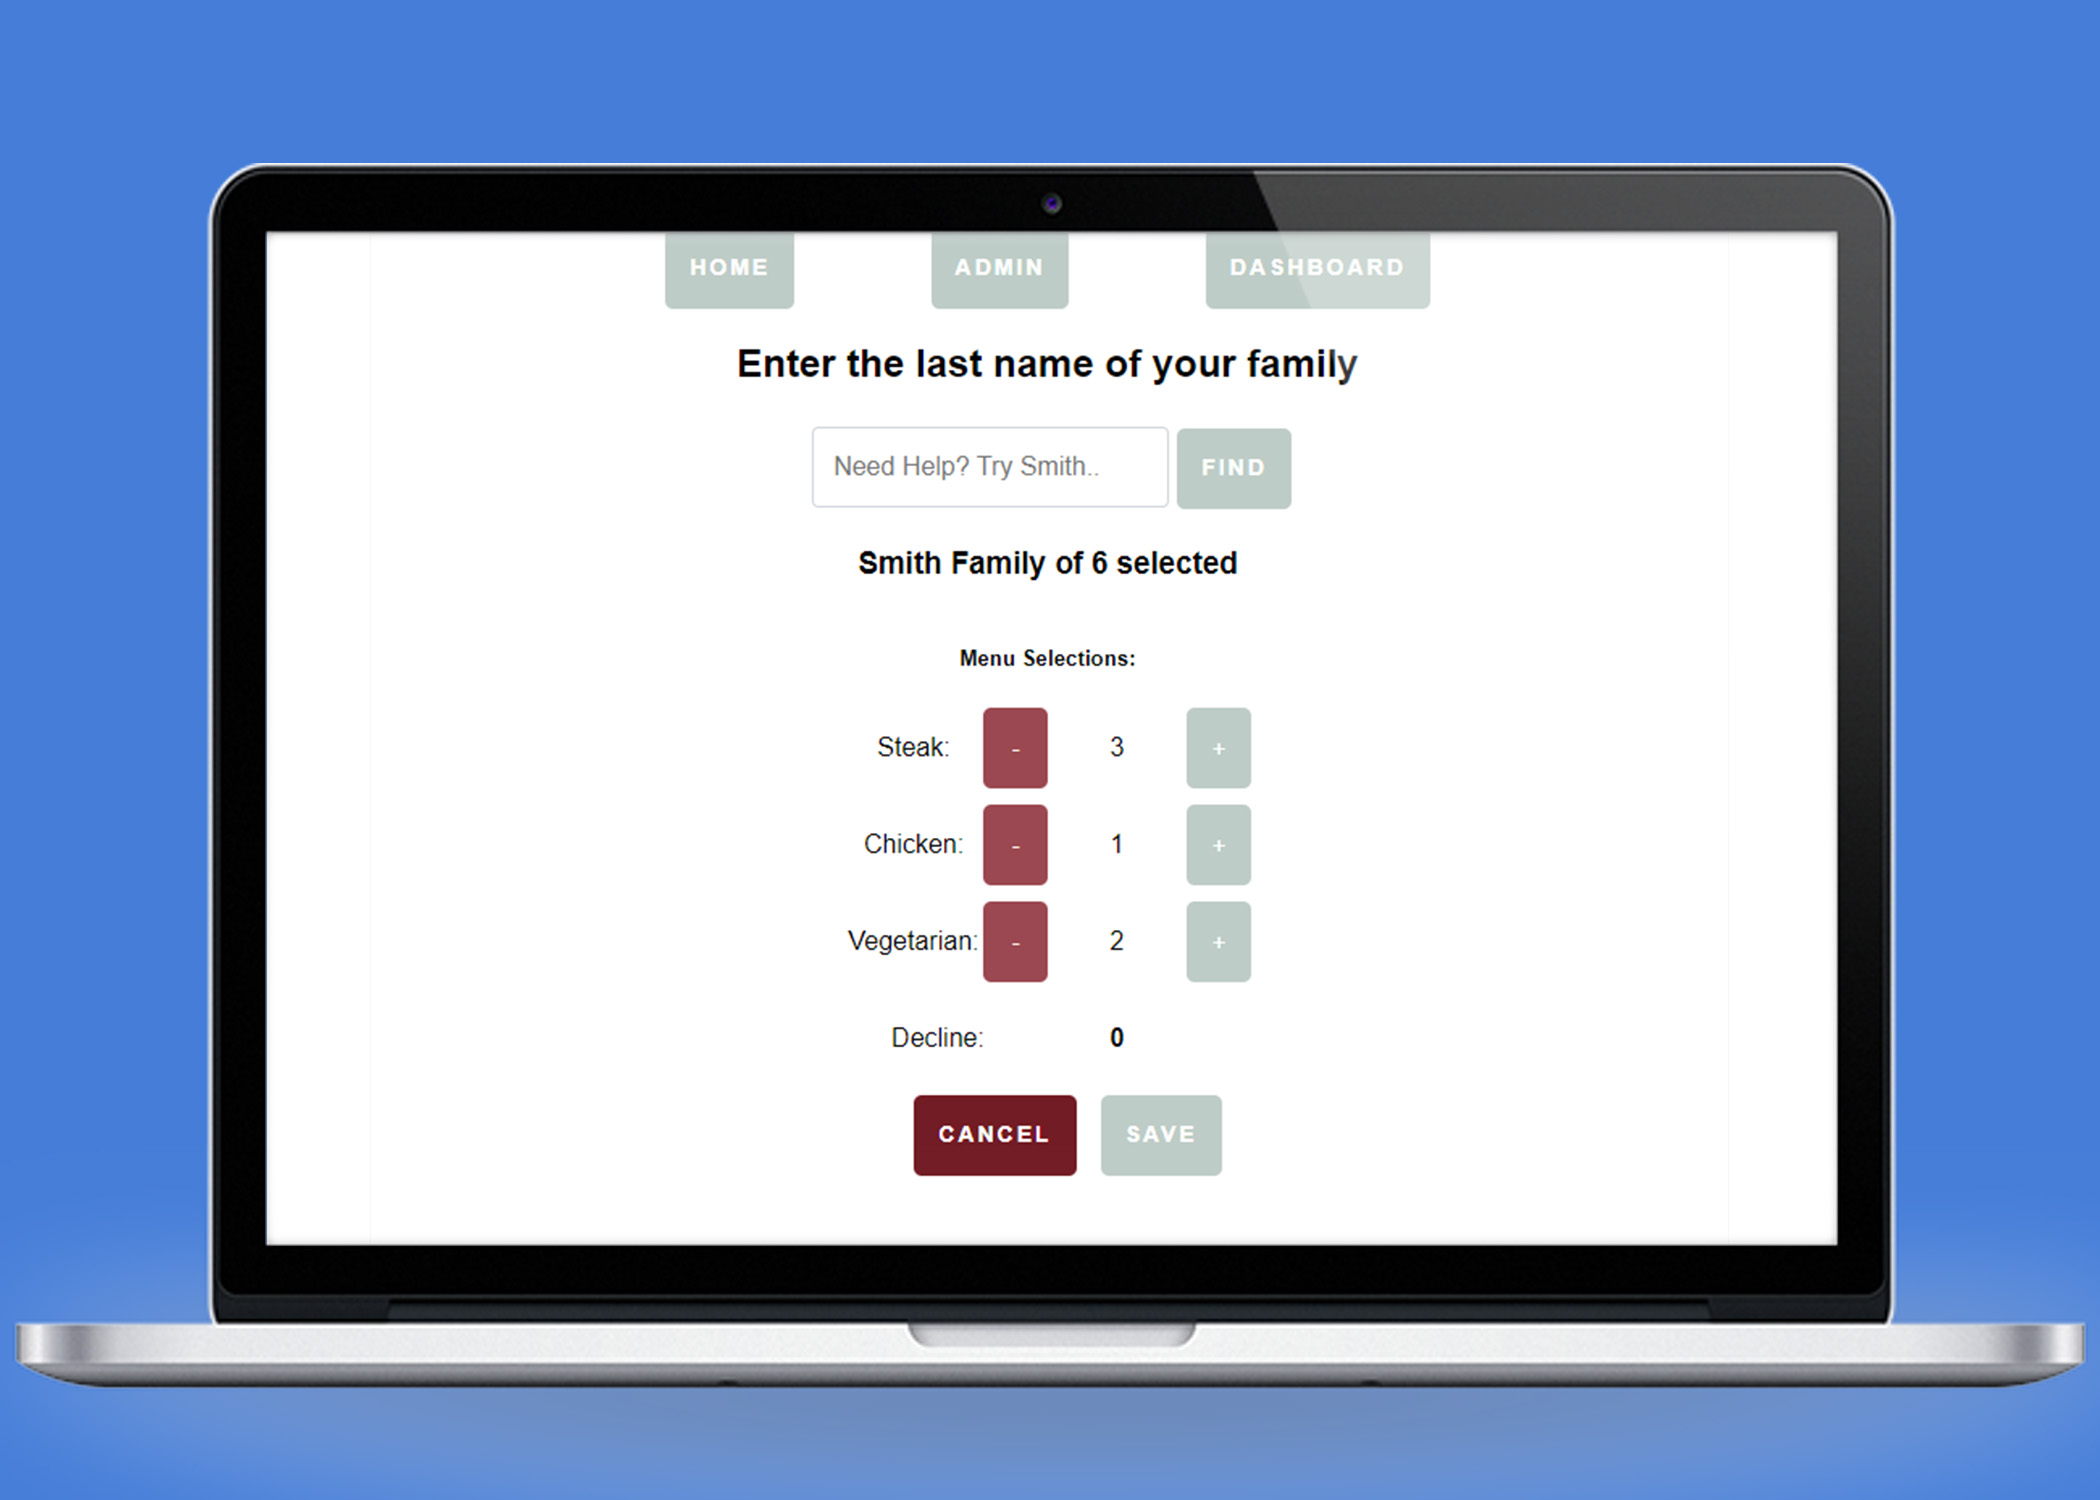 HOME ADMIN DASHBOARD
Enter the last name of your family
Need Help? Try Smith.. FIND
Smith Family of 6 selected
Menu Selections:
Steak: - 3 +
Chicken: - 1 +
Vegetarian: - 2 +
Decline: 0
CANCEL SAVE